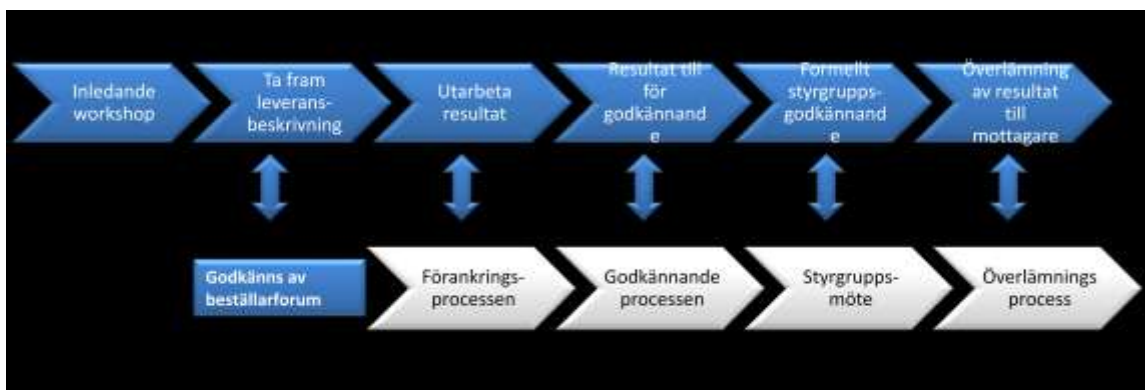 Inledande
workshop
Ta fram
leverans-
beskrivning
Utarbeta
resultat
Resultat till
för
godkännand
e
Formellt
styrgrupps-
godkännand
e
Överlämning
av resultat
till
mottagare
Godkänns av
beställarforum
Förankrings-
processen
Godkännande
processen
Styrgrupps-
möte
Överlämnings
process